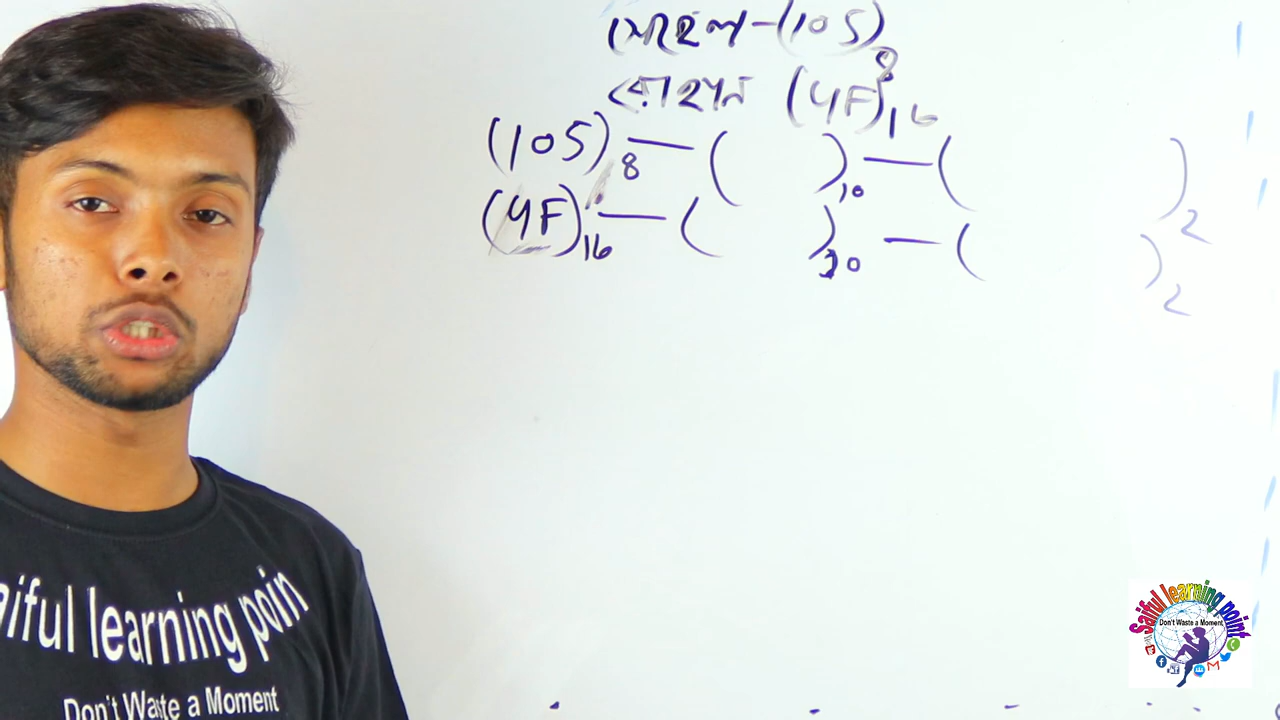 সোহেল-(105)8
রোহান (4F)16
(105)8 — ( )10 — ( )2
(4F)16 — ( )10 — ( )2
aiful learning poin
Don't Waste a Moment
Saiful learning point
Don't Waste a Moment